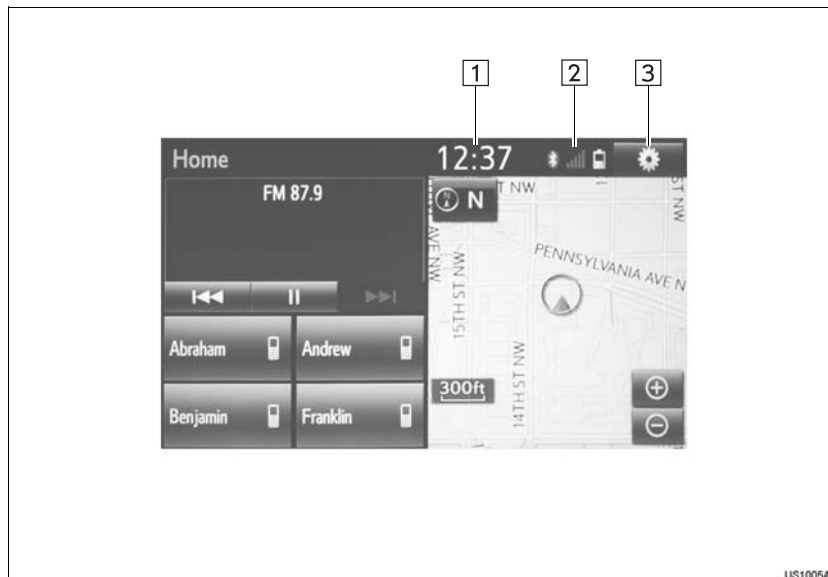 1 2 3
Home 12:37
FM 87.9
N
T NW
ST NW
AVE NW
PENNSYLVANIA AVE N
15TH ST NW
14TH ST NW
Abraham Andrew
300ft
Benjamin Franklin
US1005A